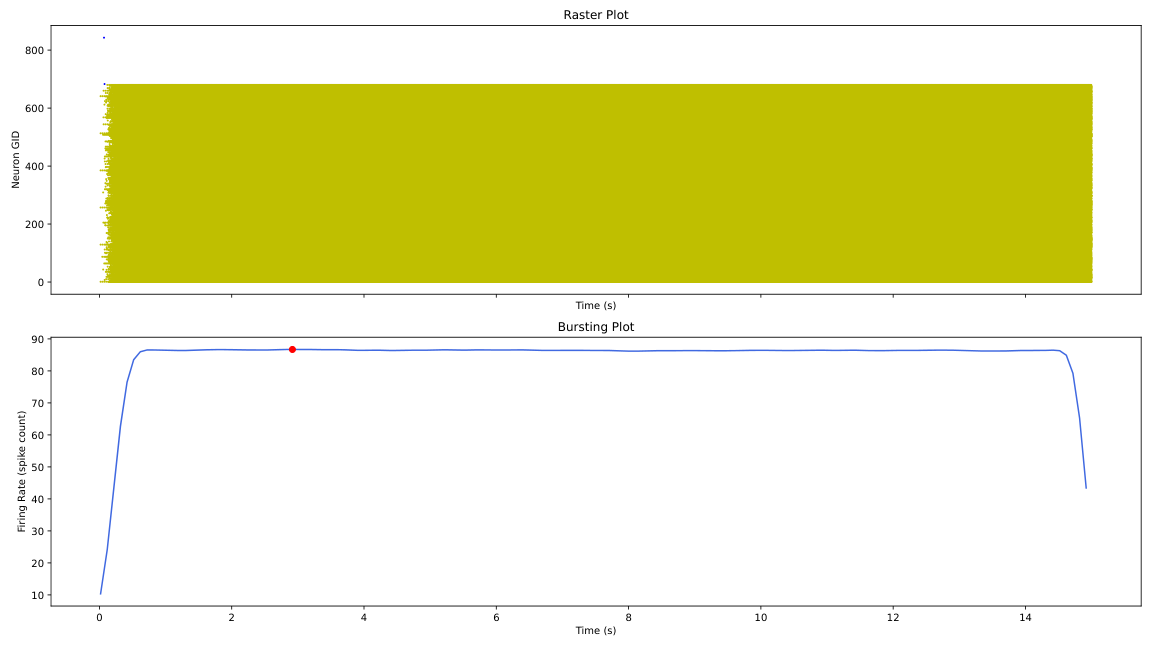 Raster Plot
800
600
400
200
0
Neuron GID
Time (s)
Bursting Plot
90
80
70
60
50
40
30
20
10
Firing Rate (spike count)
0 2 4 6 8 10 12 14
Time (s)